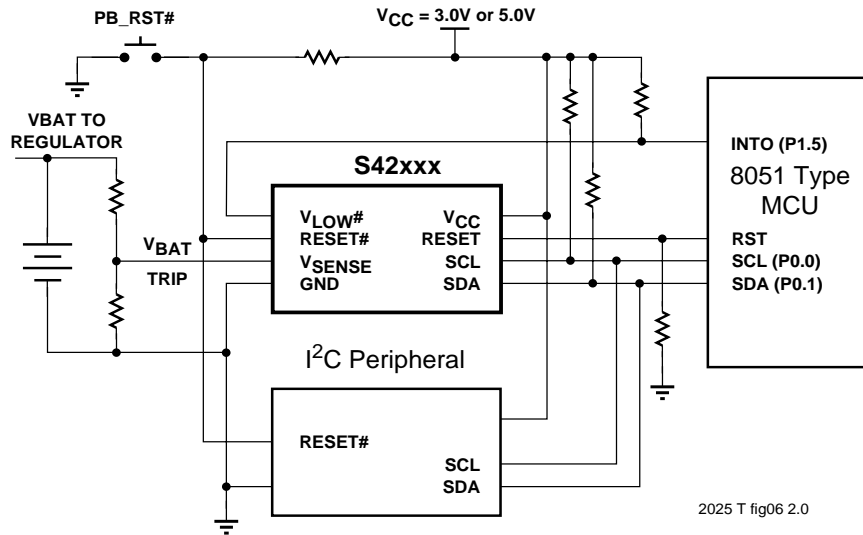 PB_RST#
VCC = 3.0V or 5.0V
VBAT TO
REGULATOR
S42xxx
INTO (P1.5)
8051 Type
MCU
VLOW#
VCC
RESET#
RESET
RST
VBAT
VSENSE
SCL
SCL (P0.0)
TRIP
GND
SDA
SDA (P0.1)
I2C Peripheral
RESET#
SCL
SDA
2025 T fig06 2.0